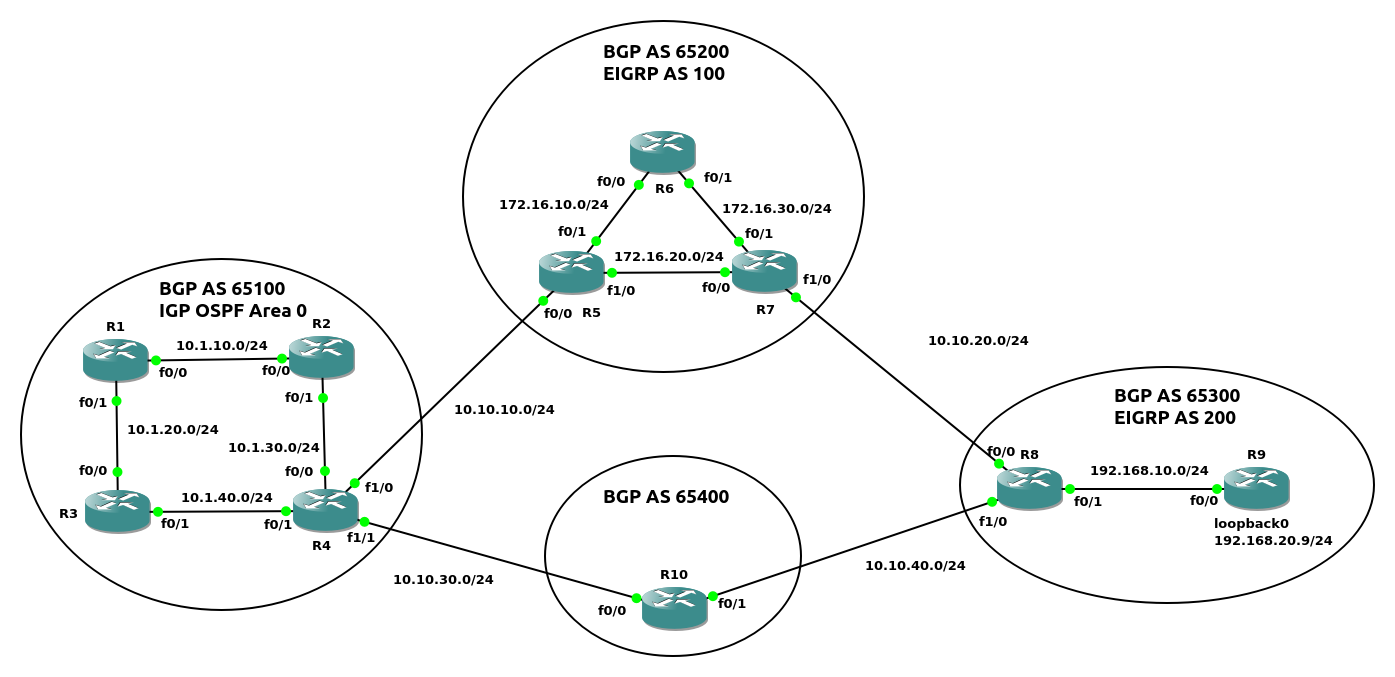 BGP AS 65200
EIGRP AS 100
f0/0
R6
f0/1
172.16.10.0/24
172.16.30.0/24
f0/1
f0/1
172.16.20.0/24
f1/0
f0/0
f1/0
f0/0
R5
R7
BGP AS 65100
IGP OSPF Area 0
R1
R2
10.1.10.0/24
f0/0
f0/0
f0/1
f0/1
10.1.20.0/24
10.1.30.0/24
f0/0
f0/0
10.1.40.0/24
R3
f0/1
f0/1
R4
f1/0
f1/1
10.10.10.0/24
10.10.20.0/24
10.10.30.0/24
10.10.40.0/24
BGP AS 65400
R10
f0/0
f0/1
BGP AS 65300
EIGRP AS 200
f0/0
R8
R9
192.168.10.0/24
f0/1
f0/0
f1/0
loopback0
192.168.20.9/24